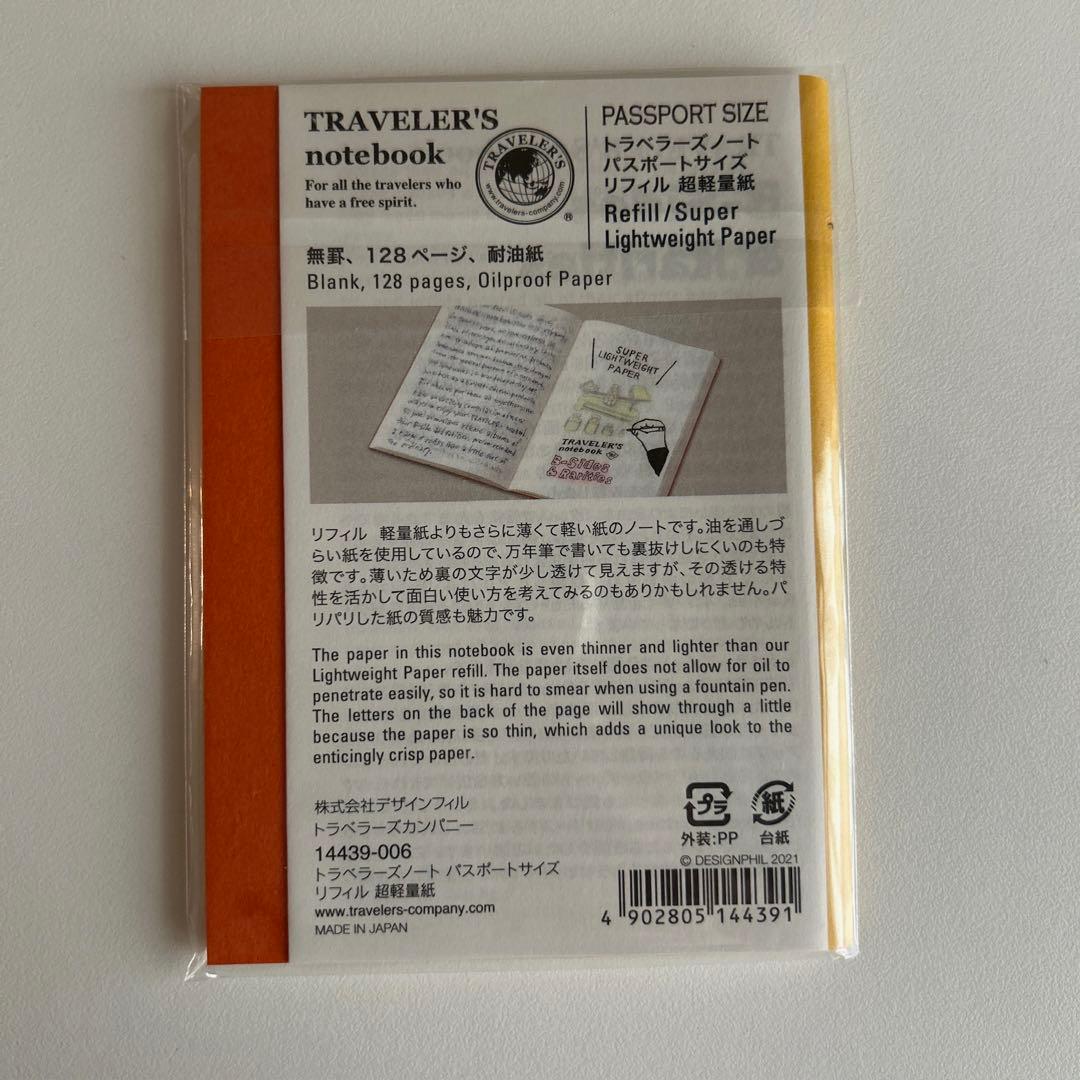 TRAVELER'S
notebook
For all the travelers who
have a free spirit.
TRAVELER'S
www.travelers-company.com
®
PASSPORT SIZE
トラベラーズノート
パスポートサイズ
リフィル 超軽量紙
Refill/Super
Lightweight Paper
無罫、128ページ、耐油紙
Blank, 128 pages, Oilproof Paper
SUPER
LIGHTWEIGHT
PAPER
TRAVELER'S
notebook
B-Sides
& Rarities
リフィル 軽量紙よりもさらに薄くて軽い紙のノートです。油を通しづ
らい紙を使用しているので、万年筆で書いても裏抜けしにくいのも特
徴です。薄いため裏の文字が少し透けて見えますが、その透ける特
性を活かして面白い使い方を考えてみるのもありかもしれません。パ
リパリした紙の質感も魅力です。
The paper in this notebook is even thinner and lighter than our
Lightweight Paper refill. The paper itself does not allow for oil to
penetrate easily, so it is hard to smear when using a fountain pen.
The letters on the back of the page will show through a little
because the paper is so thin, which adds a unique look to the
enticingly crisp paper.
株式会社デザインフィル
トラベラーズカンパニー
14439-006
トラベラーズノート パスポートサイズ
リフィル 超軽量紙
www.travelers-company.com
MADE IN JAPAN
プラ
外装:PP
紙
台紙
© DESIGNPHIL 2021
4 902805 144391